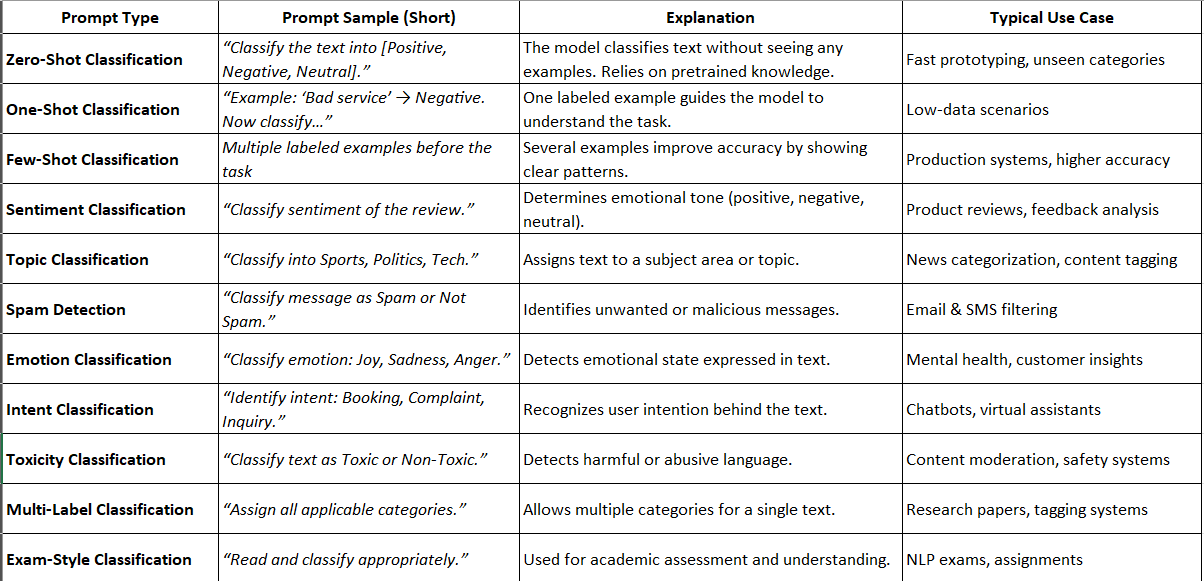 Prompt Type Prompt Sample (Short) Explanation Typical Use Case
Zero-Shot Classification
“Classify the text into [Positive,
Negative, Neutral].”
The model classifies text without seeing any
examples. Relies on pretrained knowledge.
Fast prototyping, unseen categories
One-Shot Classification
“Example: ‘Bad service’ → Negative.
Now classify…”
One labeled example guides the model to
understand the task.
Low-data scenarios
Few-Shot Classification
Multiple labeled examples before the
task
Several examples improve accuracy by showing
clear patterns.
Production systems, higher accuracy
Sentiment Classification
“Classify sentiment of the review.”
Determines emotional tone (positive, negative,
neutral).
Product reviews, feedback analysis
Topic Classification
“Classify into Sports, Politics, Tech.”
Assigns text to a subject area or topic.
News categorization, content tagging
Spam Detection
“Classify message as Spam or Not
Spam.”
Identifies unwanted or malicious messages.
Email & SMS filtering
Emotion Classification
“Classify emotion: Joy, Sadness, Anger.”
Detects emotional state expressed in text.
Mental health, customer insights
Intent Classification
“Identify intent: Booking, Complaint,
Inquiry.”
Recognizes user intention behind the text.
Chatbots, virtual assistants
Toxicity Classification
“Classify text as Toxic or Non-Toxic.”
Detects harmful or abusive language.
Content moderation, safety systems
Multi-Label Classification
“Assign all applicable categories.”
Allows multiple categories for a single text.
Research papers, tagging systems
Exam-Style Classification
“Read and classify appropriately.”
Used for academic assessment and understanding.
NLP exams, assignments